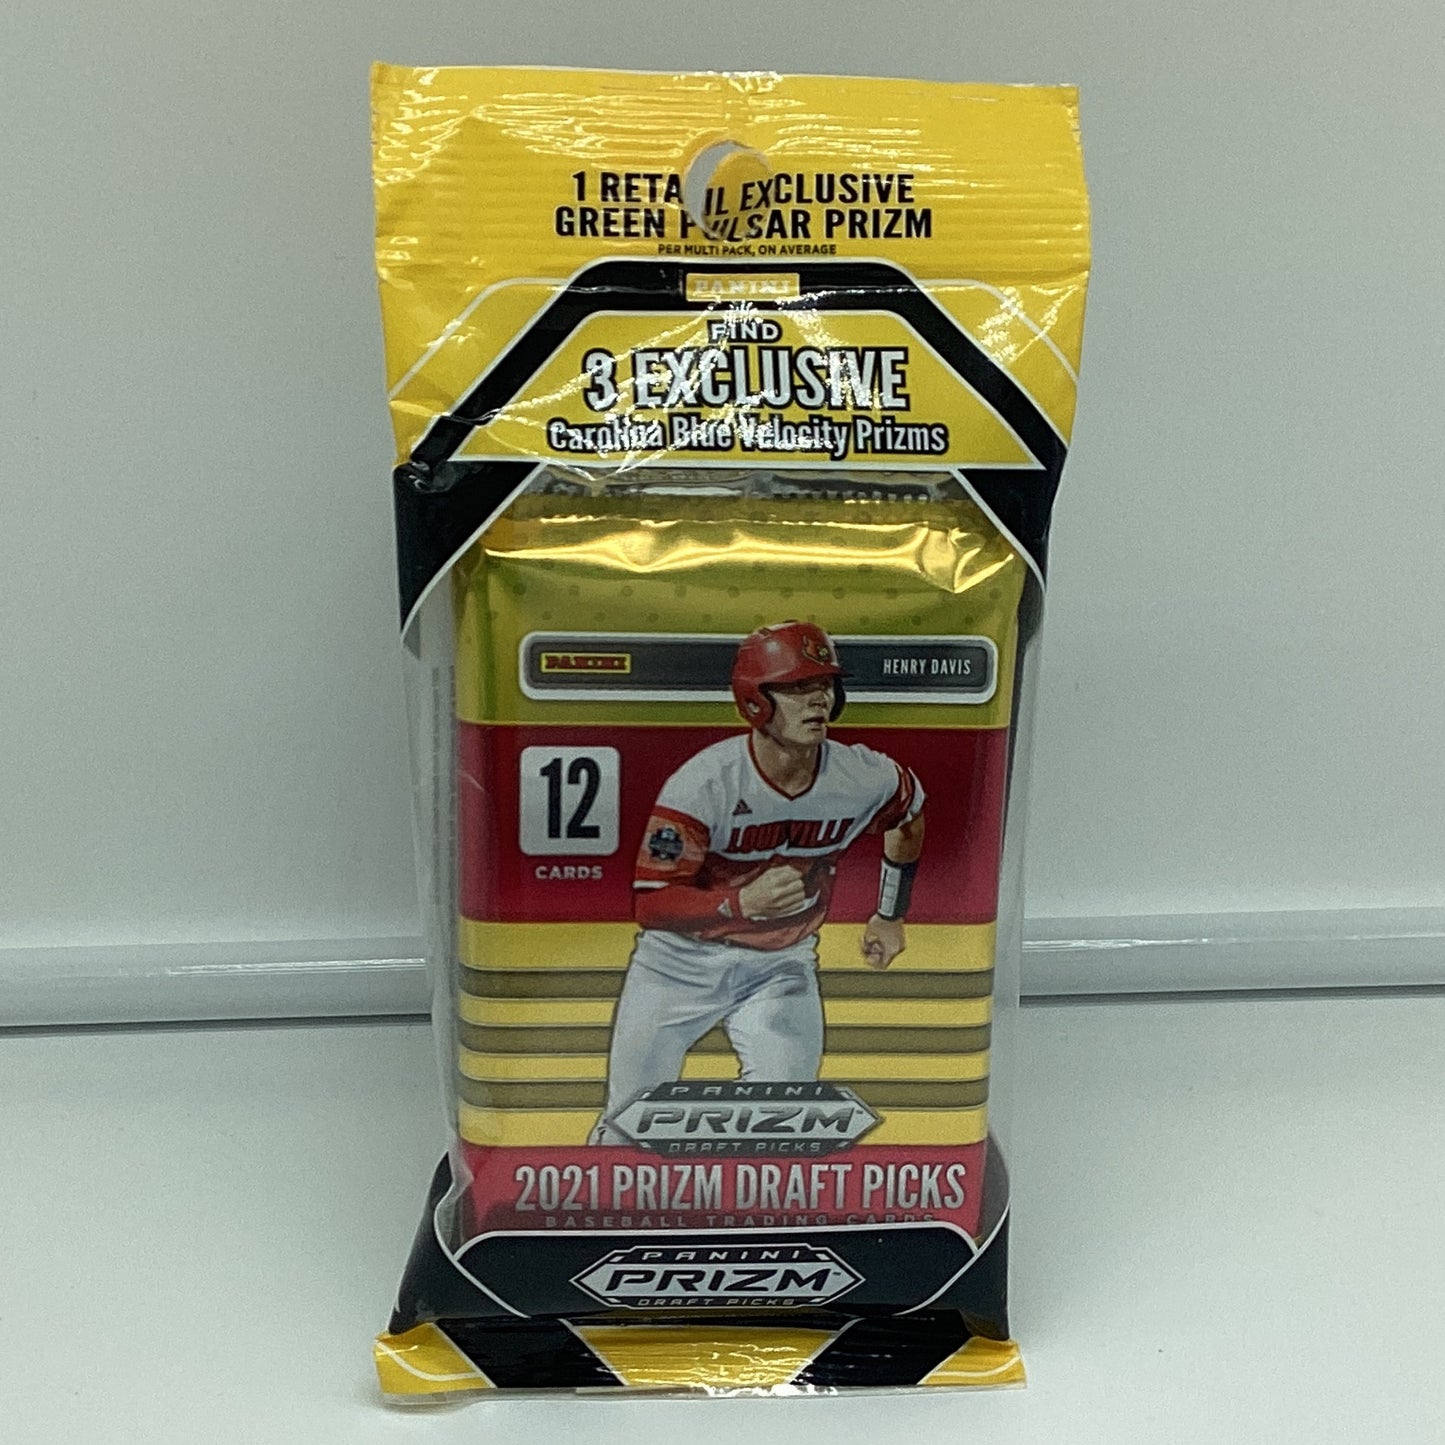 1 RETAIL EXCLUSIVE
GREEN PULSAR PRIZM
PER MULTI PACK, ON AVERAGE
PANINI
FIND
3 EXCLUSIVE
Carolina Blue Velocity Prizms
PANINI
HENRY DAVIS
12
CARDS
LOUISVILLE
PANINI
PRIZM
DRAFT PICKS
2021 PRIZM DRAFT PICKS
BASEBALL TRADING CARDS
PANINI
PRIZM
DRAFT PICKS